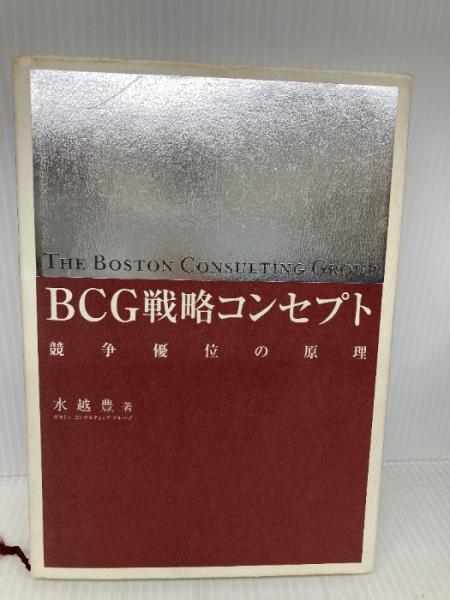 THE BOSTON CONSULTING GROUP
BCG戦略コンセプト
競争優位の原理
水越豊 著
ボストン コンサルティング グループ